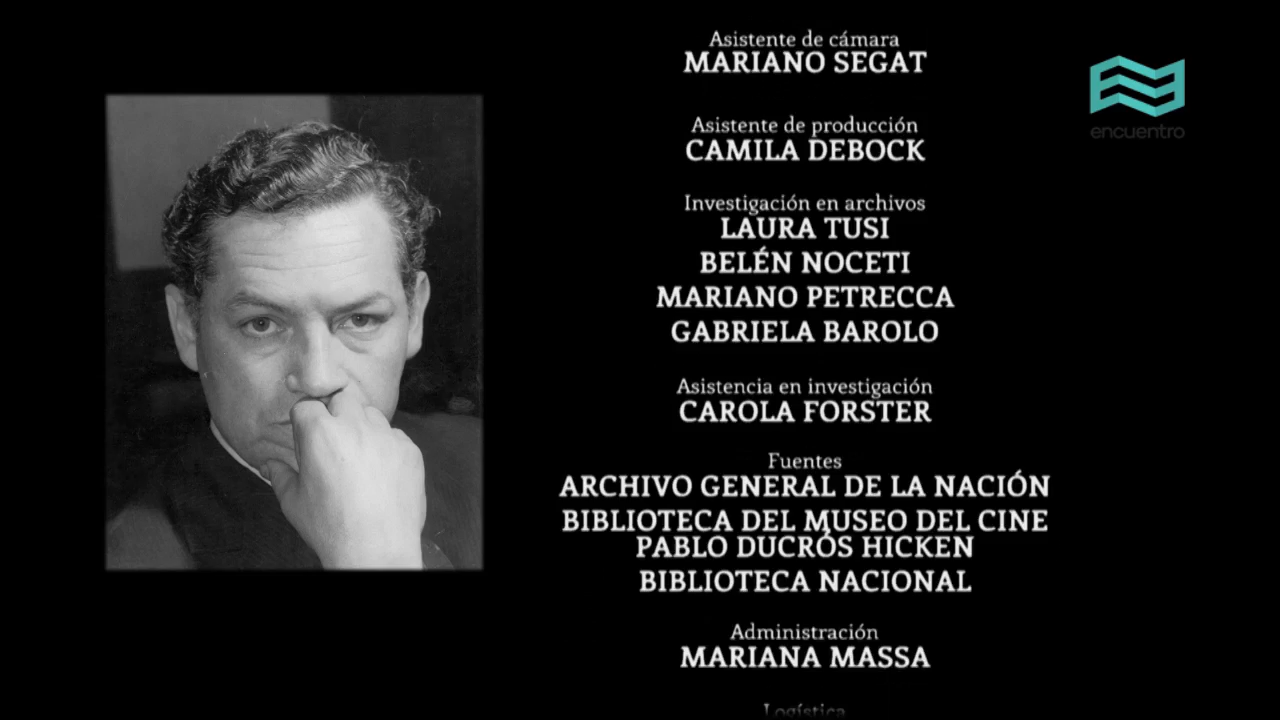 Asistente de cámara
MARIANO SEGAT
encuentro
Asistente de producción
CAMILA DEBOCK
Investigación en archivos
LAURA TUSI
BELÉN NOCETI
MARIANO PETRECCA
GABRIELA BAROLO
Asistencia en investigación
CAROLA FORSTER
Fuentes
ARCHIVO GENERAL DE LA NACIÓN
BIBLIOTECA DEL MUSEO DEL CINE
PABLO DUCRÓS HICKEN
BIBLIOTECA NACIONAL
Administración
MARIANA MASSA
Logística